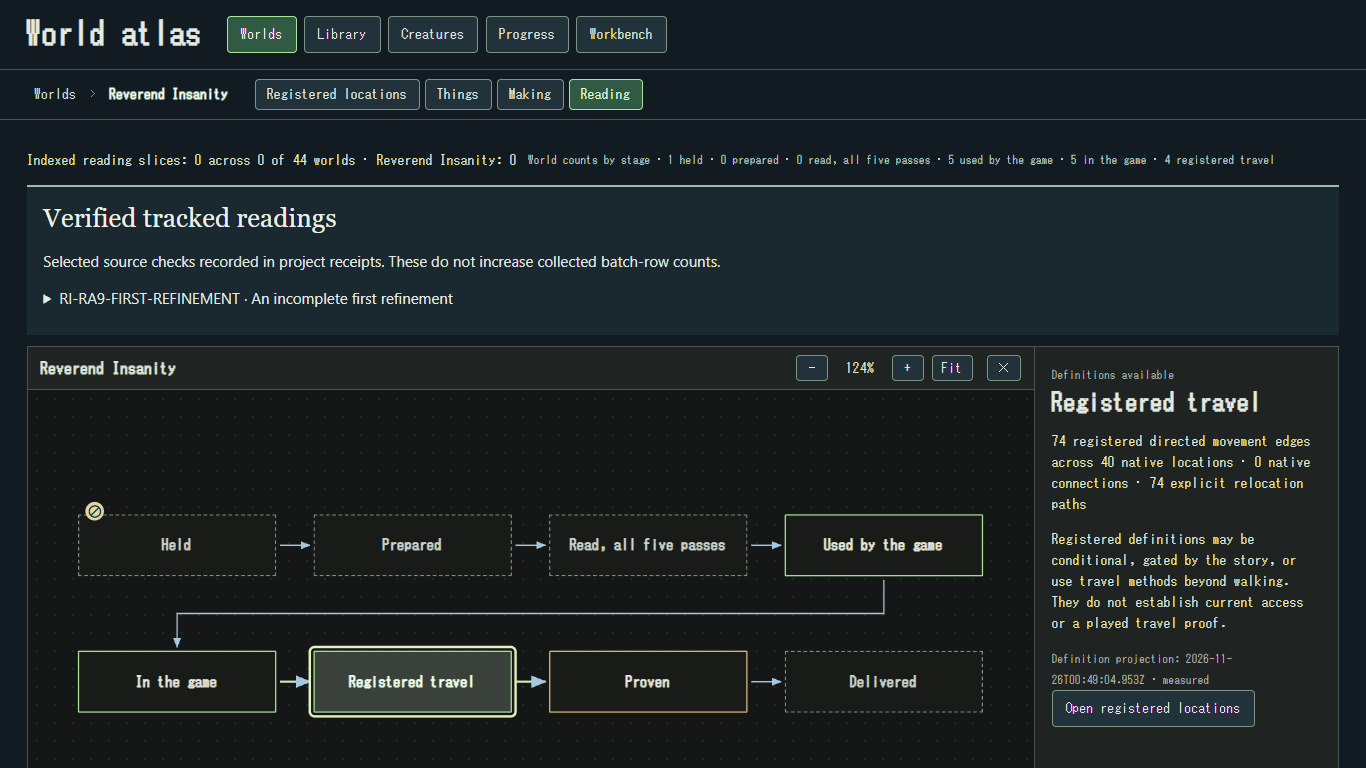 World atlas
Worlds
Library
Creatures
Progress
Workbench
Worlds > Reverend Insanity
Registered locations
Things
Making
Reading
Indexed reading slices: 0 across 0 of 44 worlds · Reverend Insanity: 0 World counts by stage · 1 held · 0 prepared · 0 read, all five passes · 5 used by the game · 5 in the game · 4 registered travel
Verified tracked readings
Selected source checks recorded in project receipts. These do not increase collected batch-row counts.
▶ RI-RA9-FIRST-REFINEMENT · An incomplete first refinement
Reverend Insanity
− 124% + Fit ×
Held
Prepared
Read, all five passes
Used by the game
In the game
Registered travel
Proven
Delivered
Definitions available
Registered travel
74 registered directed movement edges
across 40 native locations · 0 native
connections · 74 explicit relocation
paths
Registered definitions may be
conditional, gated by the story, or
use travel methods beyond walking.
They do not establish current access
or a played travel proof.
Definition projection: 2026-11-
26T00:49:04.953Z · measured
Open registered locations